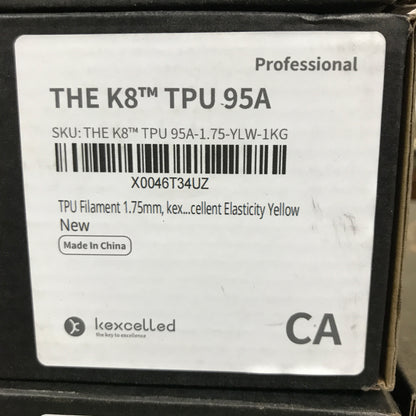 Professional
THE K8™ TPU 95A
SKU: THE K8™ TPU 95A-1.75-YLW-1KG
X0046T34UZ
TPU Filament 1.75mm, kex...cellent Elasticity Yellow
New
Made In China
kexcelled
the key to excellence
CA